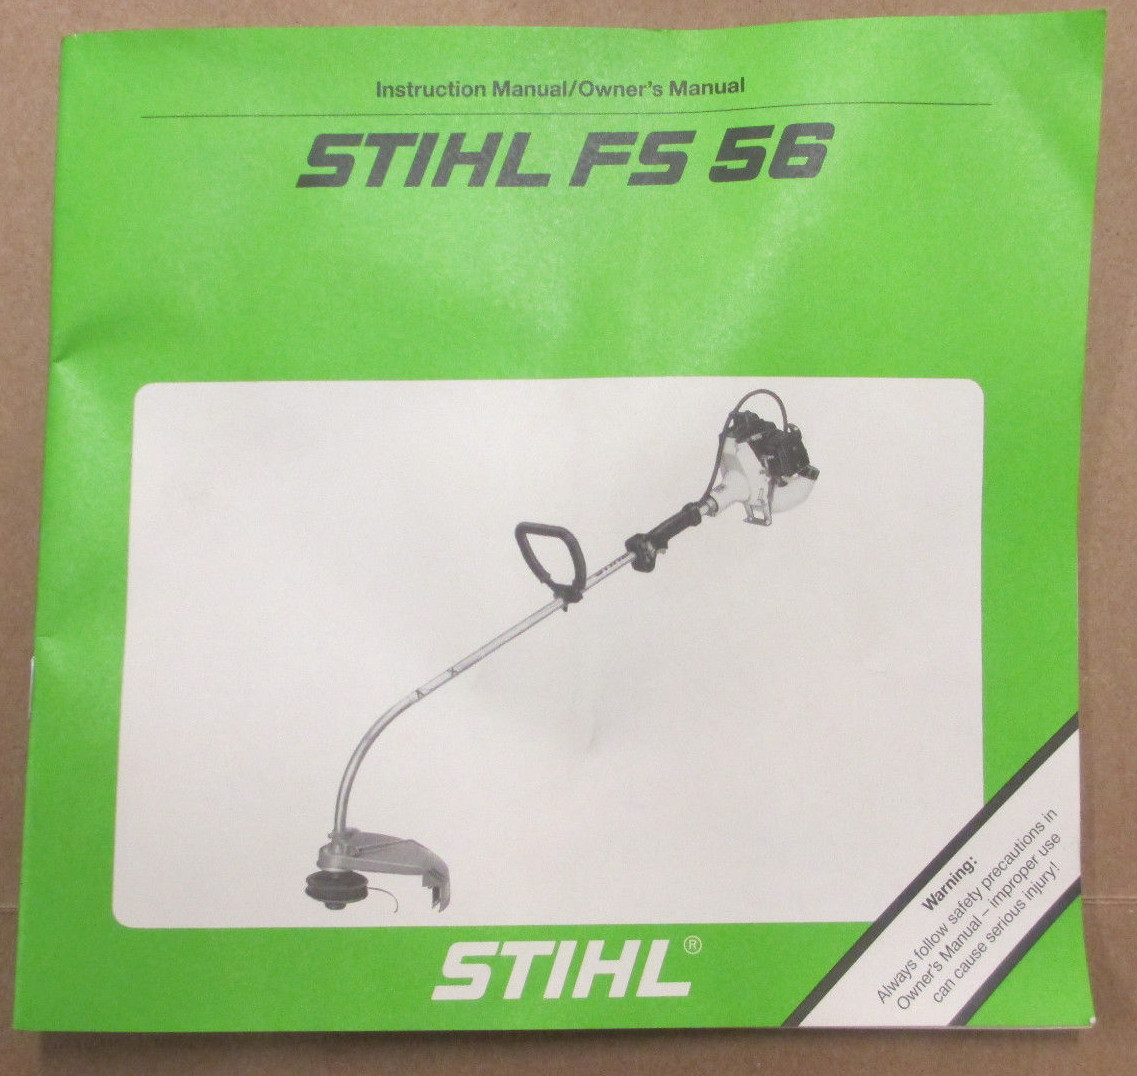 Instruction Manual/Owner's Manual
STIHL FS 56
STIHL
Warning:
Always follow safety precautions in
Owner's Manual – improper use
can cause serious injury!
STIHL®